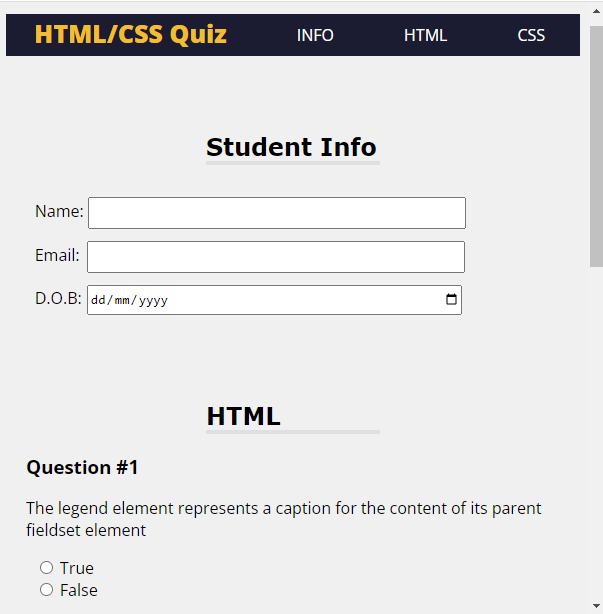 HTML/CSS Quiz INFO HTML CSS
Student Info
Name:
Email:
D.O.B: dd/mm/yyyy
HTML
Question #1
The legend element represents a caption for the content of its parent
fieldset element
True
False